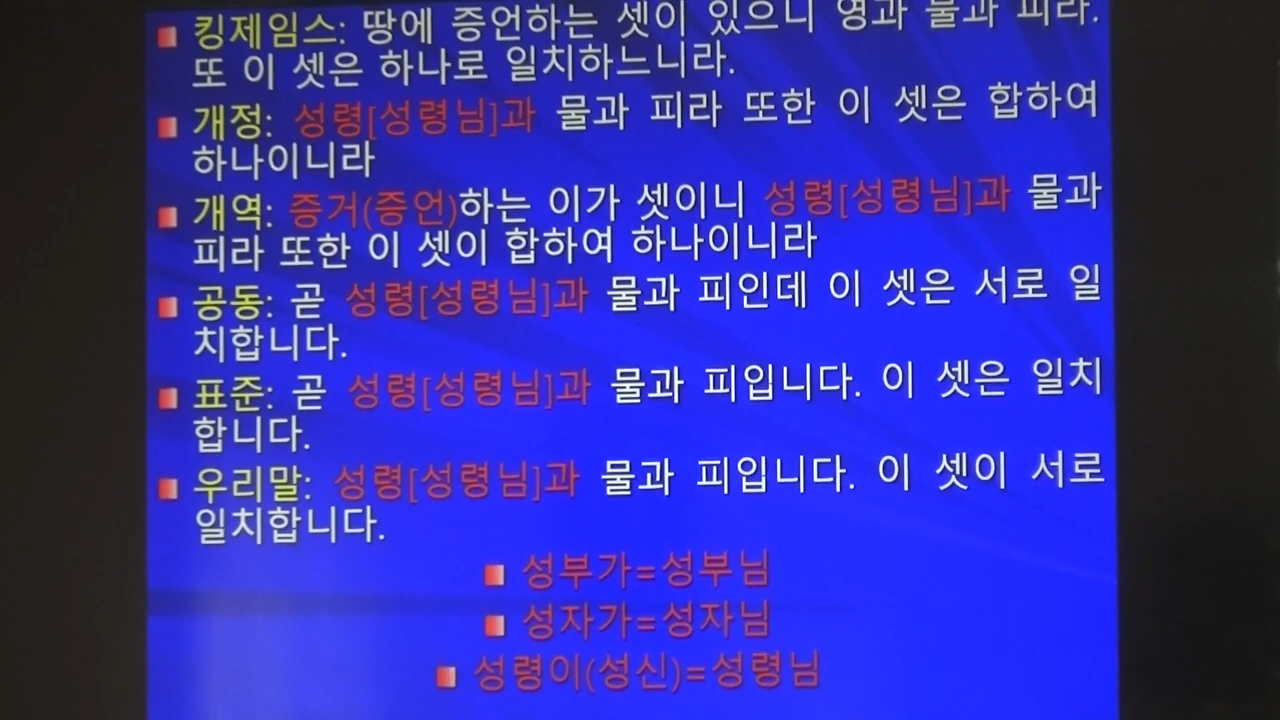 킹제임스: 땅에 증언하는 셋이 있으니 영과 물과 피라.
또 이 셋은 하나로 일치하느니라.
개정: 성령[성령님]과 물과 피라 또한 이 셋은 합하여
하나이니라
개역: 증거(증언)하는 이가 셋이니 성령[성령님]과 물과
피라 또한 이 셋이 합하여 하나이니라
공동: 곧 성령[성령님]과 물과 피인데 이 셋은 서로 일
치합니다.
표준: 곧 성령[성령님]과 물과 피입니다. 이 셋은 일치
합니다.
우리말: 성령[성령님]과 물과 피입니다. 이 셋이 서로
일치합니다.
성부가=성부님
성자가=성자님
성령이(성신)=성령님